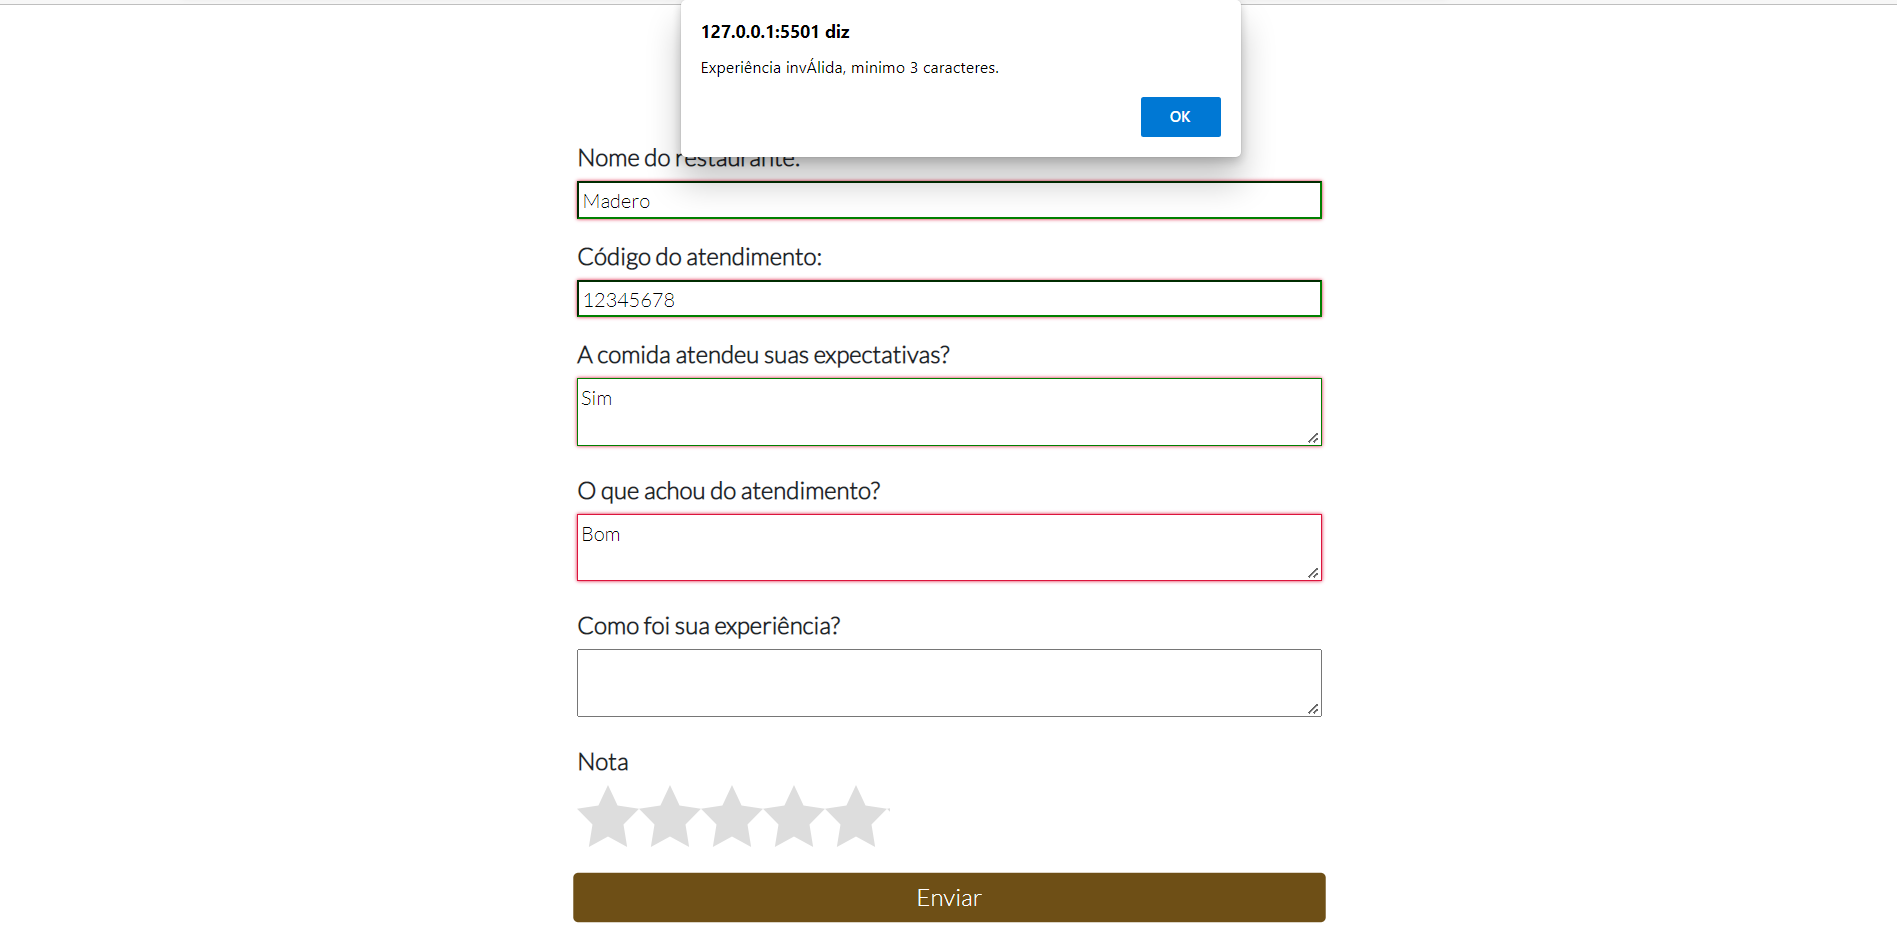 127.0.0.1:5501 diz
Experiência invÁlida, minimo 3 caracteres.
OK
Nome do restaurante:
Madero
Código do atendimento:
12345678
A comida atendeu suas expectativas?
Sim
O que achou do atendimento?
Bom
Como foi sua experiência?
Nota
Enviar